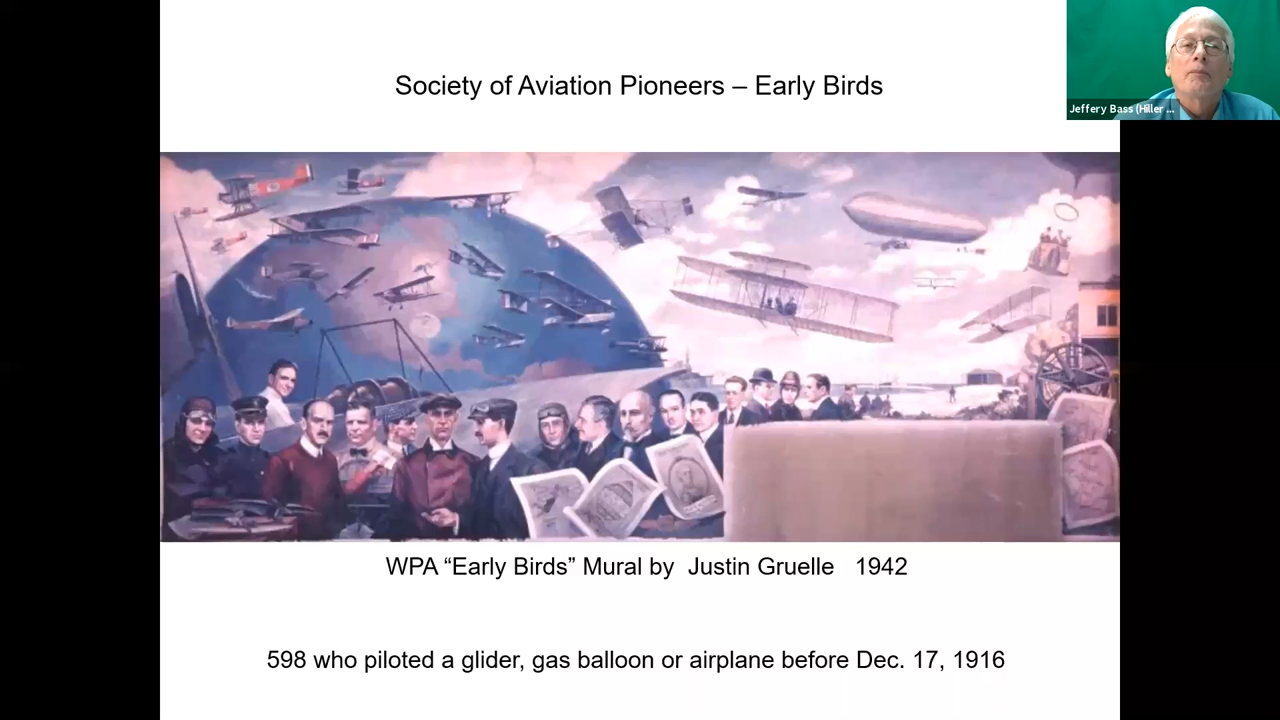 Society of Aviation Pioneers – Early Birds
Jeffery Bass (Hiller ...
WPA “Early Birds” Mural by Justin Gruelle 1942
598 who piloted a glider, gas balloon or airplane before Dec. 17, 1916